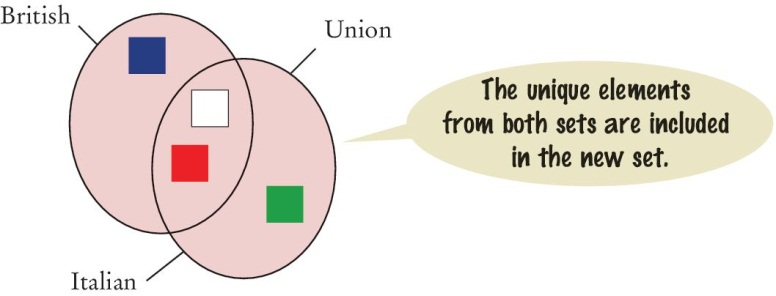 British
Union
The unique elements
from both sets are included
in the new set.
Italian